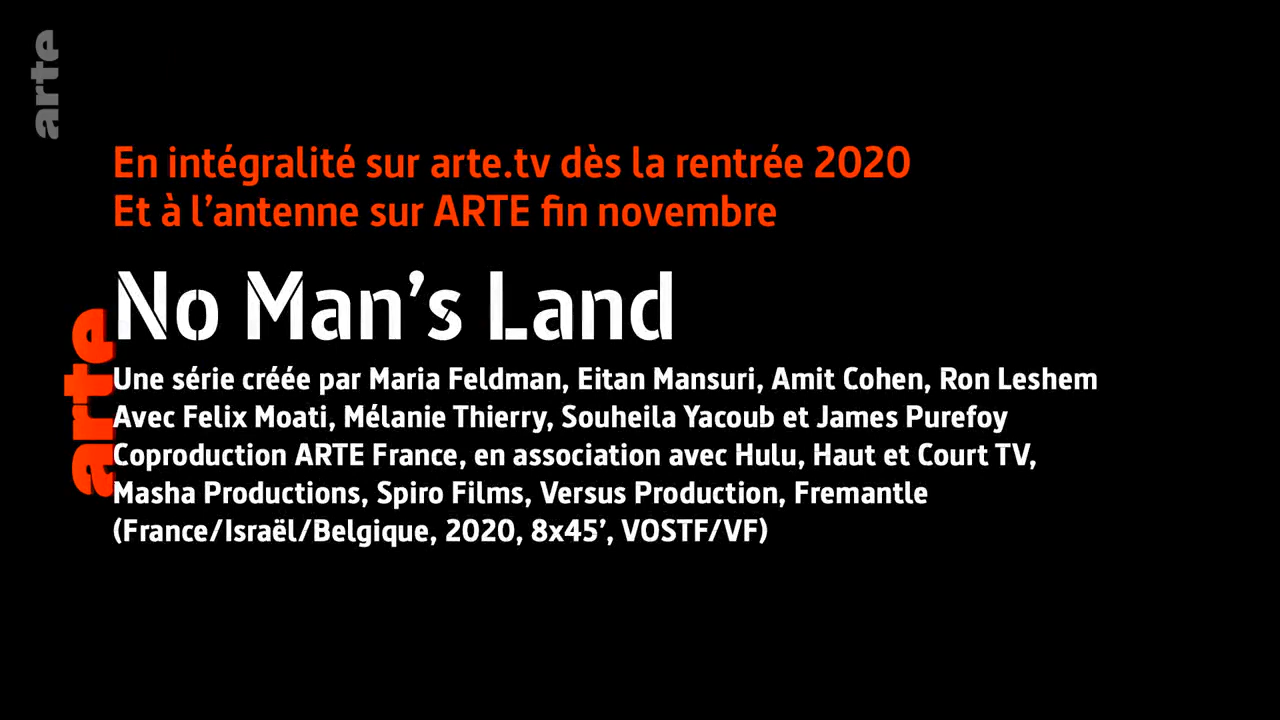 arte
En intégralité sur arte.tv dès la rentrée 2020
Et à l’antenne sur ARTE fin novembre
No Man’s Land
arte
Une série créée par Maria Feldman, Eitan Mansuri, Amit Cohen, Ron Leshem
Avec Felix Moati, Mélanie Thierry, Souheila Yacoub et James Purefoy
Coproduction ARTE France, en association avec Hulu, Haut et Court TV,
Masha Productions, Spiro Films, Versus Production, Fremantle
(France/Israël/Belgique, 2020, 8x45’, VOSTF/VF)